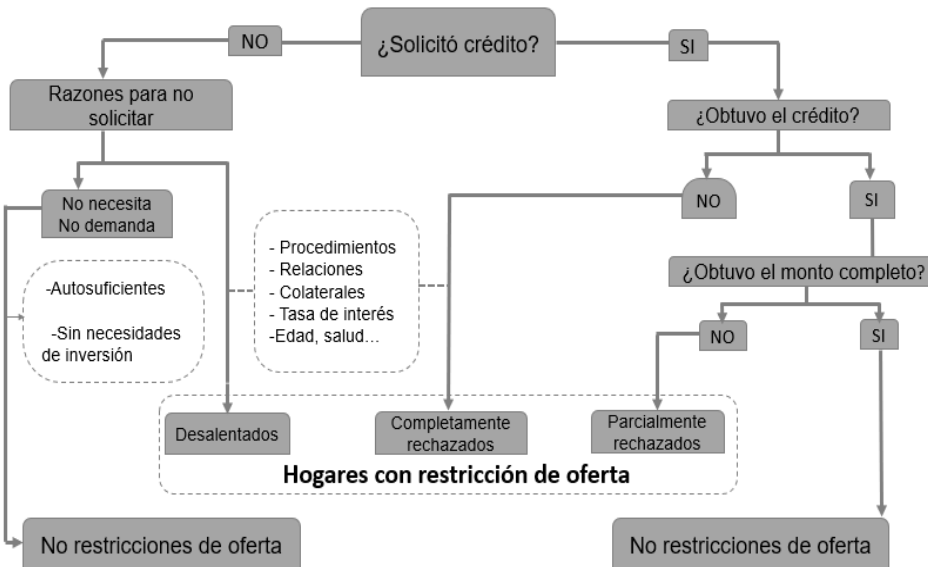 ¿Solicitó crédito?
NO
SI
Razones para no
solicitar
¿Obtuvo el crédito?
No necesita
No demanda
NO
SI
- Procedimientos
- Relaciones
- Colaterales
- Tasa de interés
-Edad, salud...
¿Obtuvo el monto completo?
-Autosuficientes
-Sin necesidades
de inversión
NO
SI
Desalentados
Completamente
rechazados
Parcialmente
rechazados
Hogares con restricción de oferta
No restricciones de oferta
No restricciones de oferta